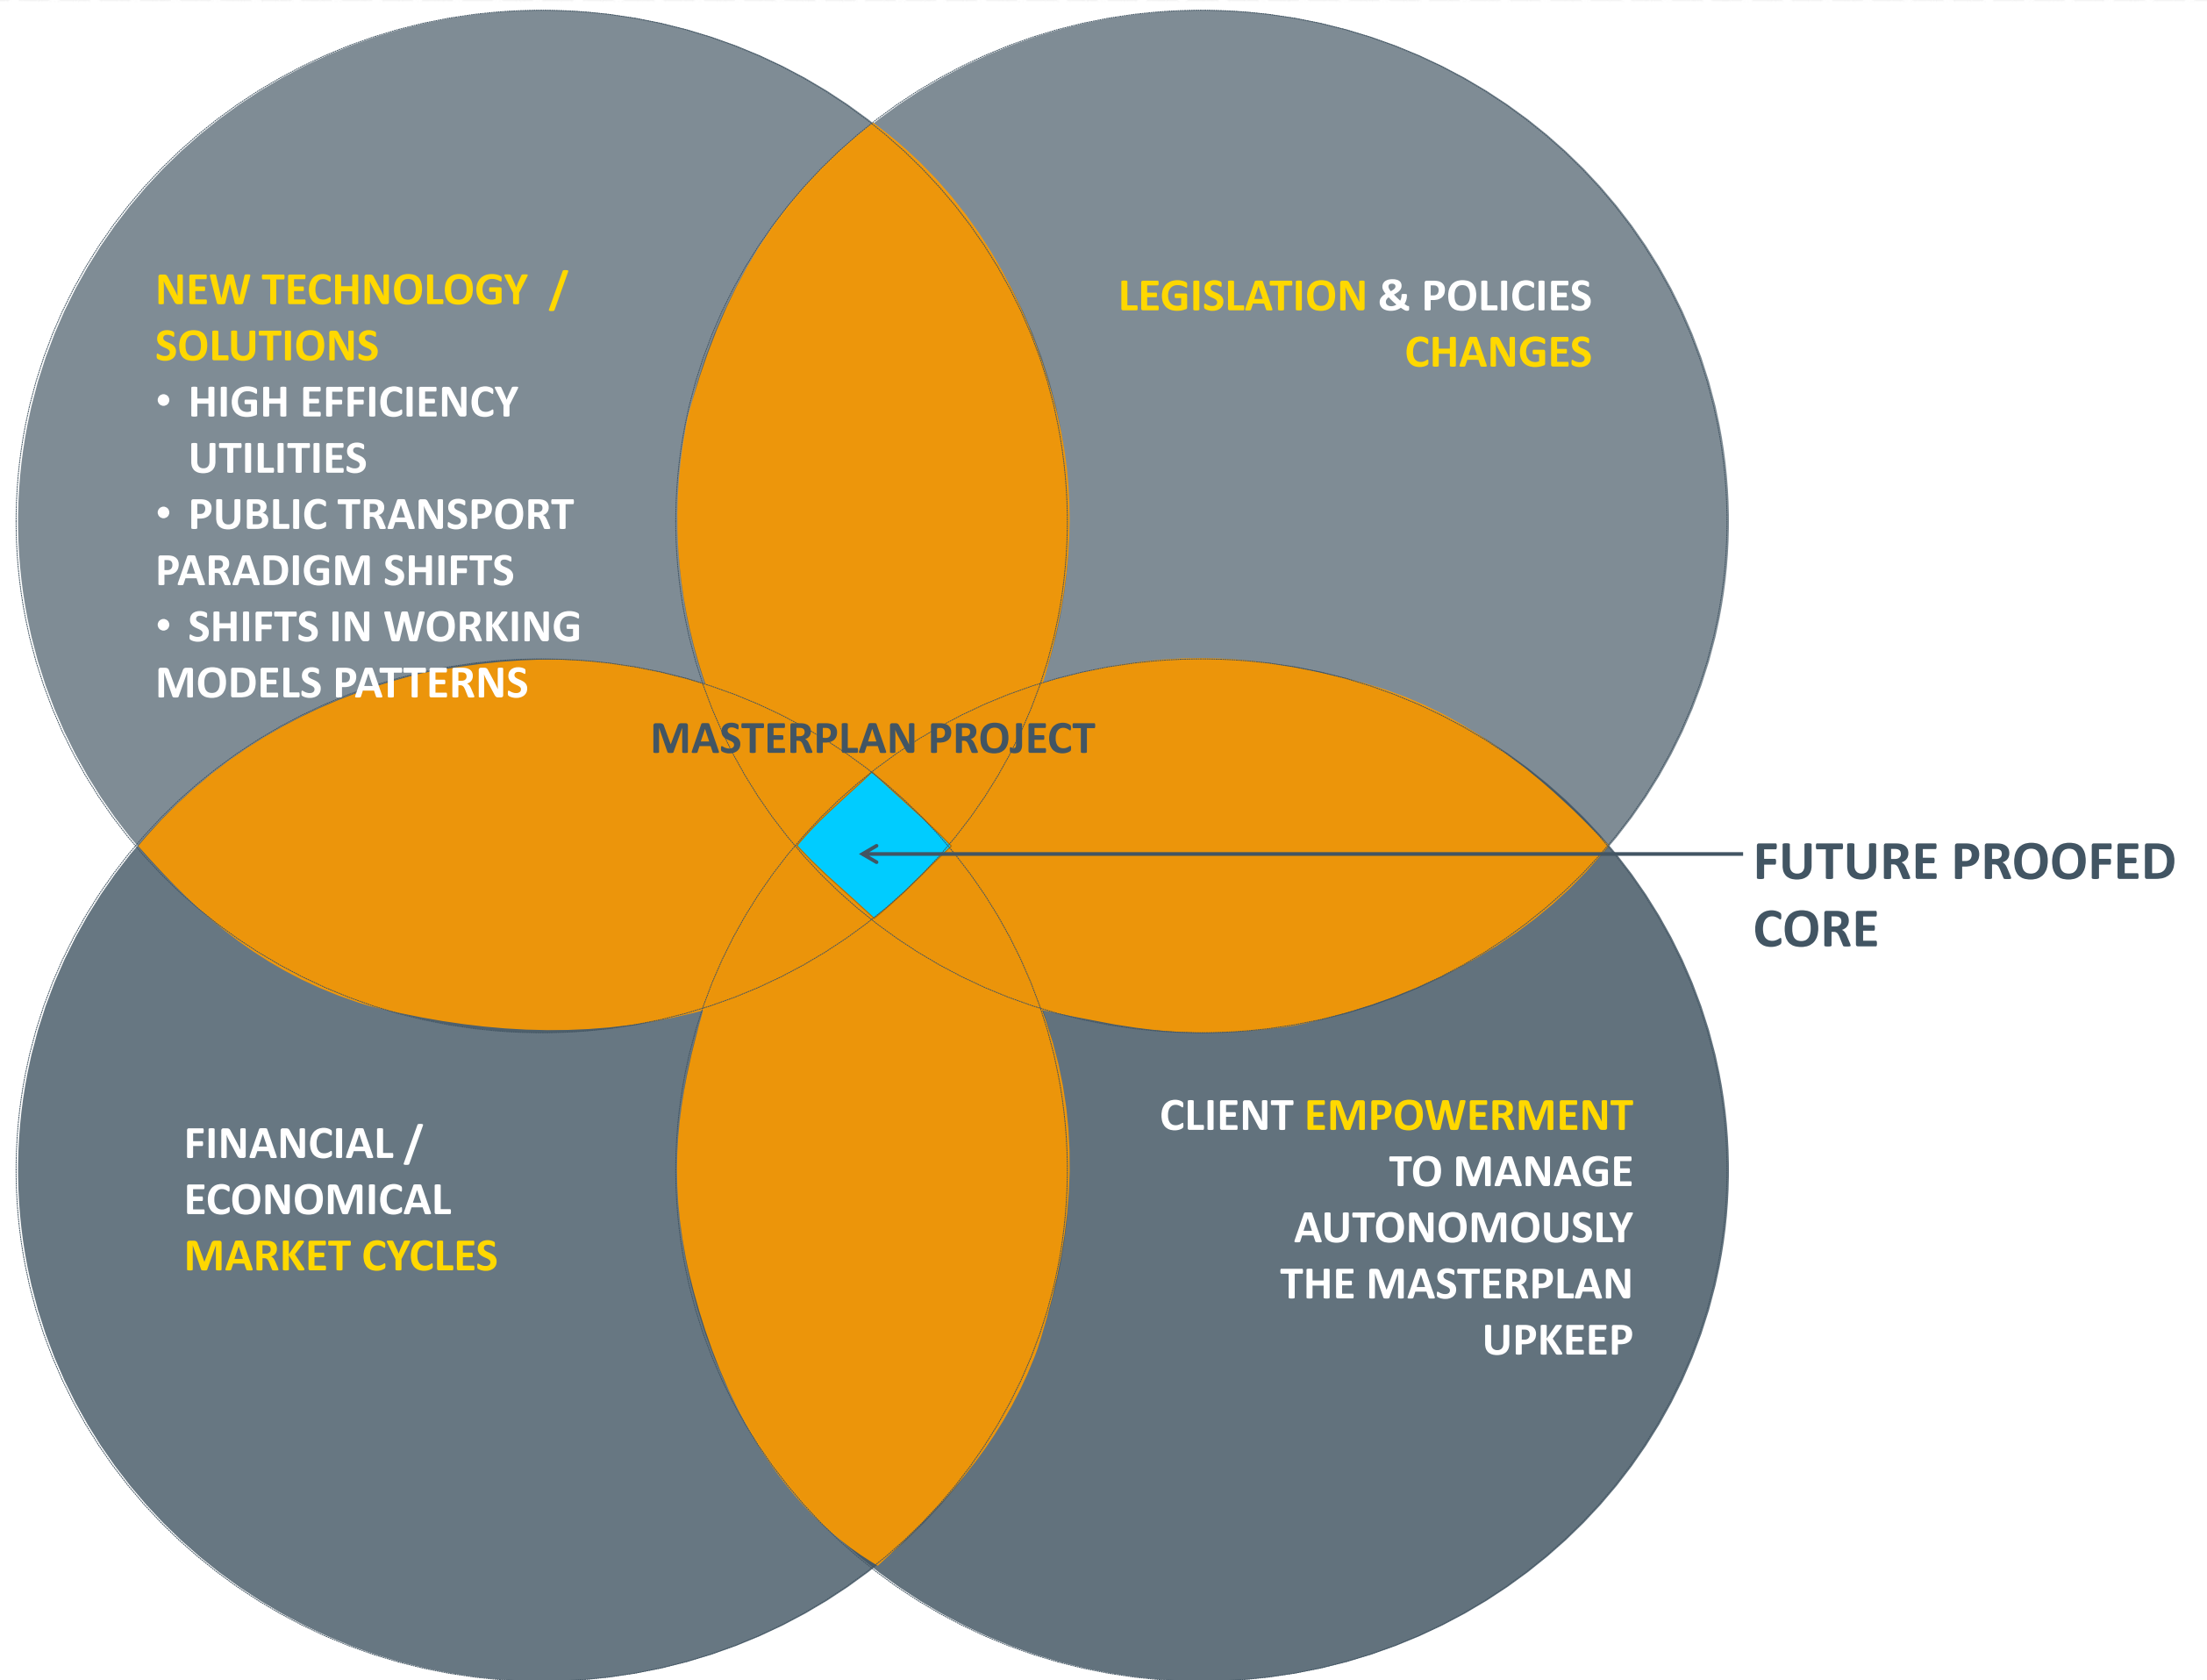 NEW TECHNOLOGY /
SOLUTIONS
• HIGH EFFICIENCY
UTILITIES
• PUBLIC TRANSPORT
PARADIGM SHIFTS
• SHIFTS IN WORKING
MODELS PATTERNS
LEGISLATION & POLICIES
CHANGES
MASTERPLAN PROJECT
FUTURE PROOFED
CORE
FINANCIAL /
ECONOMICAL
MARKET CYCLES
CLIENT EMPOWERMENT
TO MANAGE
AUTONOMOUSLY
THE MASTERPLAN
UPKEEP